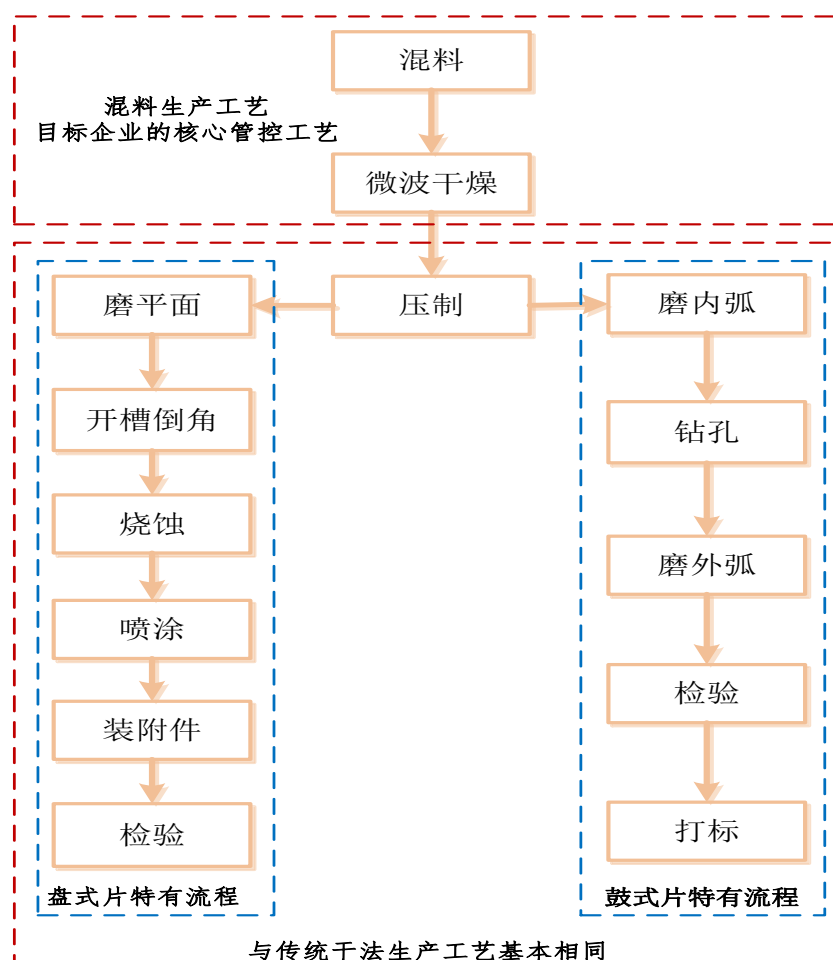 混料
混料生产工艺
目标企业的核心管控工艺
微波干燥
磨平面
压制
磨内弧
开槽倒角
钻孔
烧蚀
磨外弧
喷涂
检验
装附件
检验
打标
盘式片特有流程
鼓式片特有流程
与传统干法生产工艺基本相同